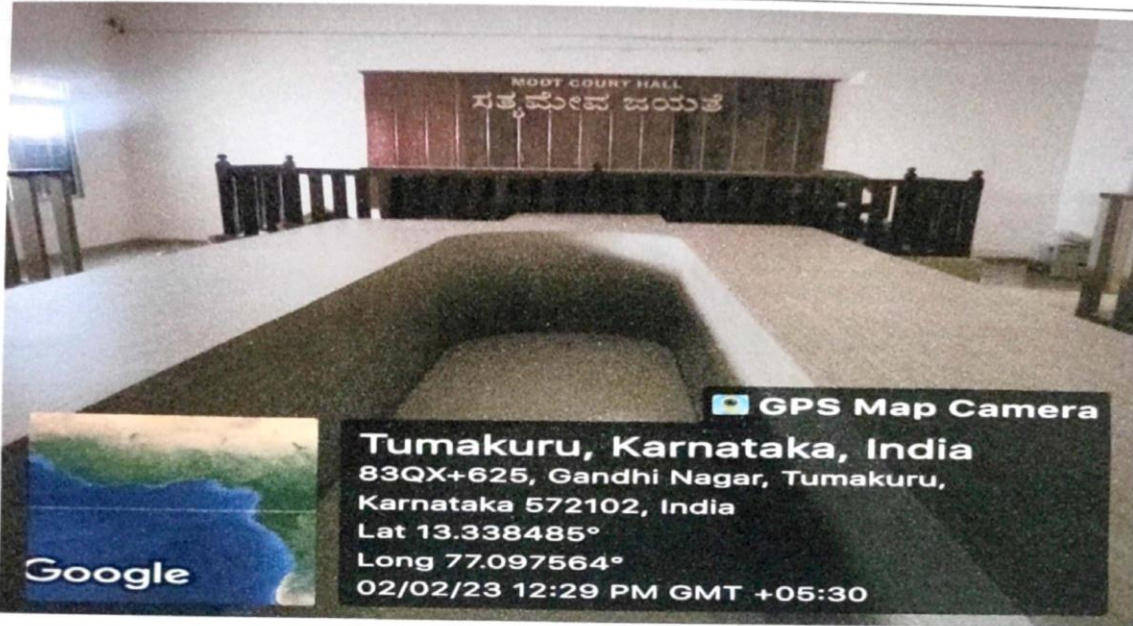 MOOT COURT HALL
ಸತ್ಯಮೇವ ಜಯತೆ
GPS Map Camera
Tumakuru, Karnataka, India
83QX+625, Gandhi Nagar, Tumakuru,
Karnataka 572102, India
Lat 13.338485°
Long 77.097564°
02/02/23 12:29 PM GMT +05:30
Google